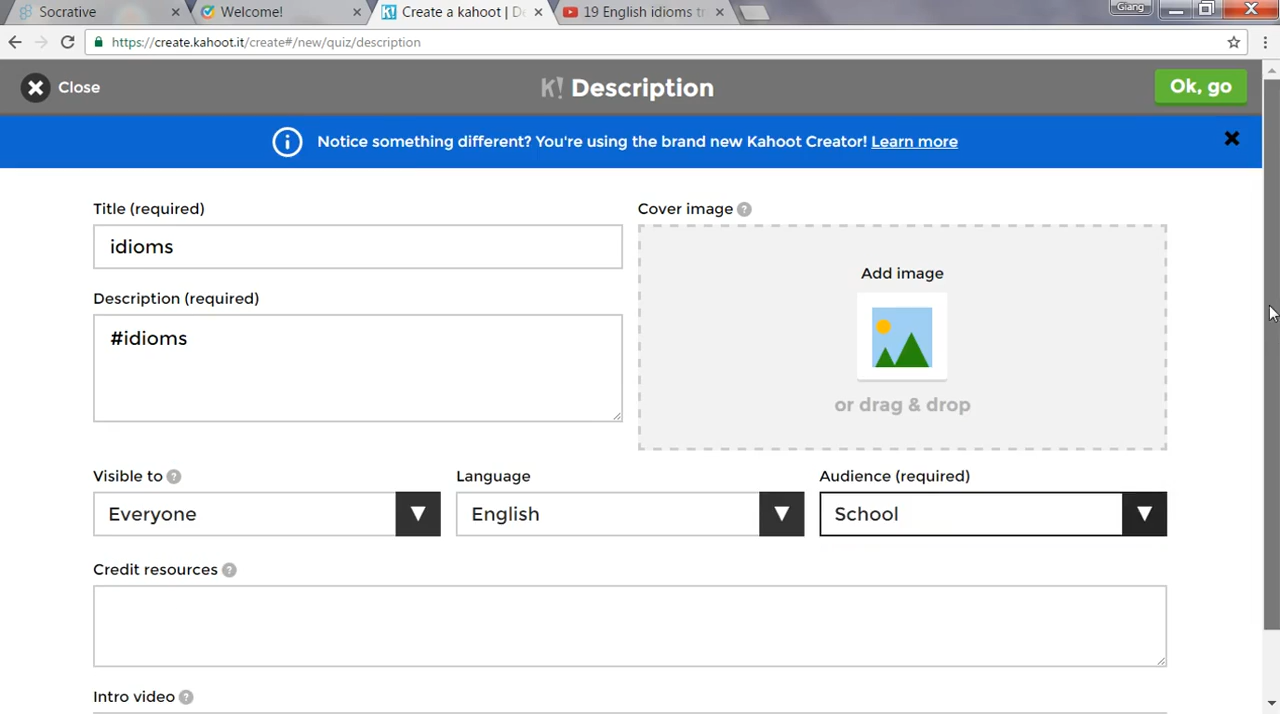 Socrative
Welcome!
Create a kahoot | De
19 English idioms tr
Giang
https://create.kahoot.it/create#/new/quiz/description
Close
K! Description
Ok, go
Notice something different? You're using the brand new Kahoot Creator! Learn more
Title (required)
idioms
Description (required)
#idioms
Cover image ?
Add image
or drag & drop
Visible to ?
Everyone
Language
English
Audience (required)
School
Credit resources ?
Intro video ?